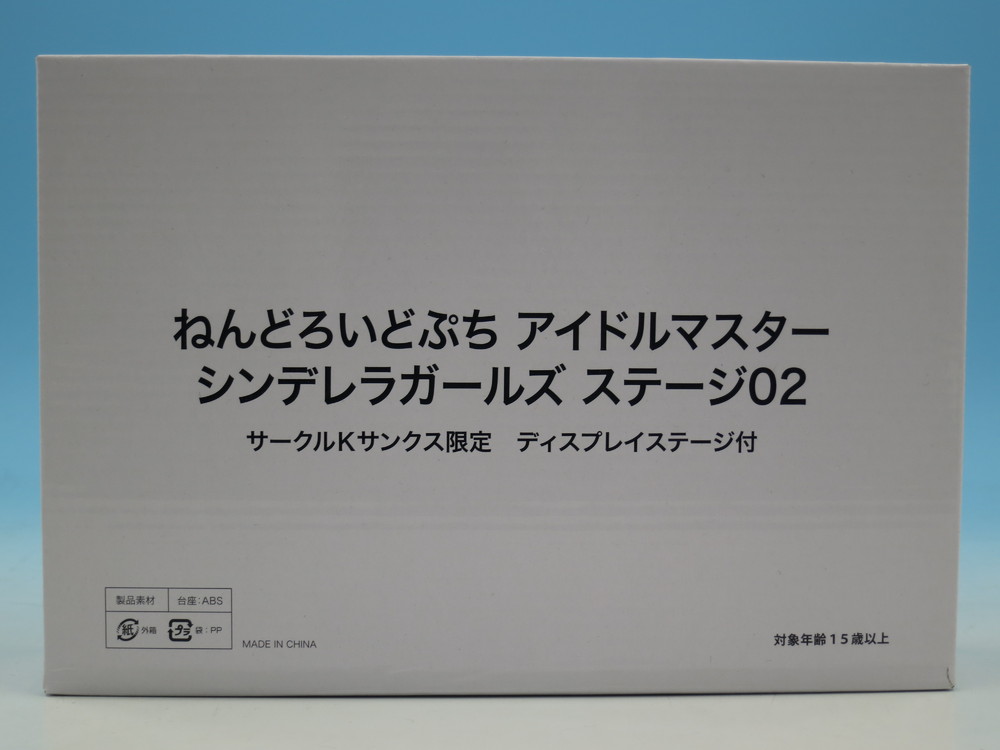 ねんどろいどぷち アイドルマスター
シンデレラガールズ ステージ02
サークルKサンクス限定　ディスプレイステージ付
製品素材 台座：ABS
紙 外箱 プラ 袋：PP
MADE IN CHINA
対象年齢１５歳以上